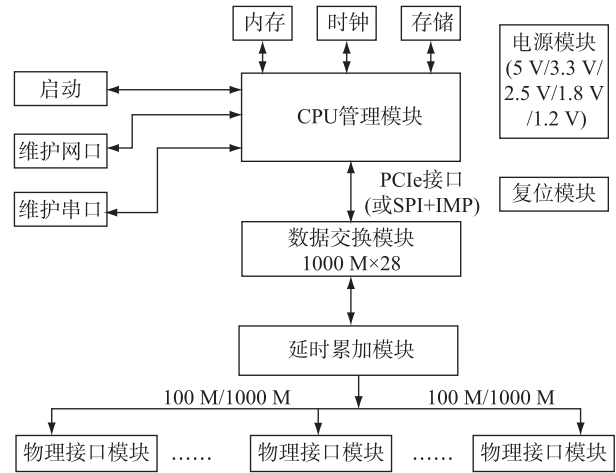 内存
时钟
存储
电源模块
(5 V/3.3 V/
2.5 V/1.8 V
/1.2 V)
启动
CPU管理模块
维护网口
维护串口
PCIe接口
(或SPI+IMP)
复位模块
数据交换模块
1000 M×28
延时累加模块
100 M/1000 M
100 M/1000 M
物理接口模块
……
物理接口模块
……
物理接口模块